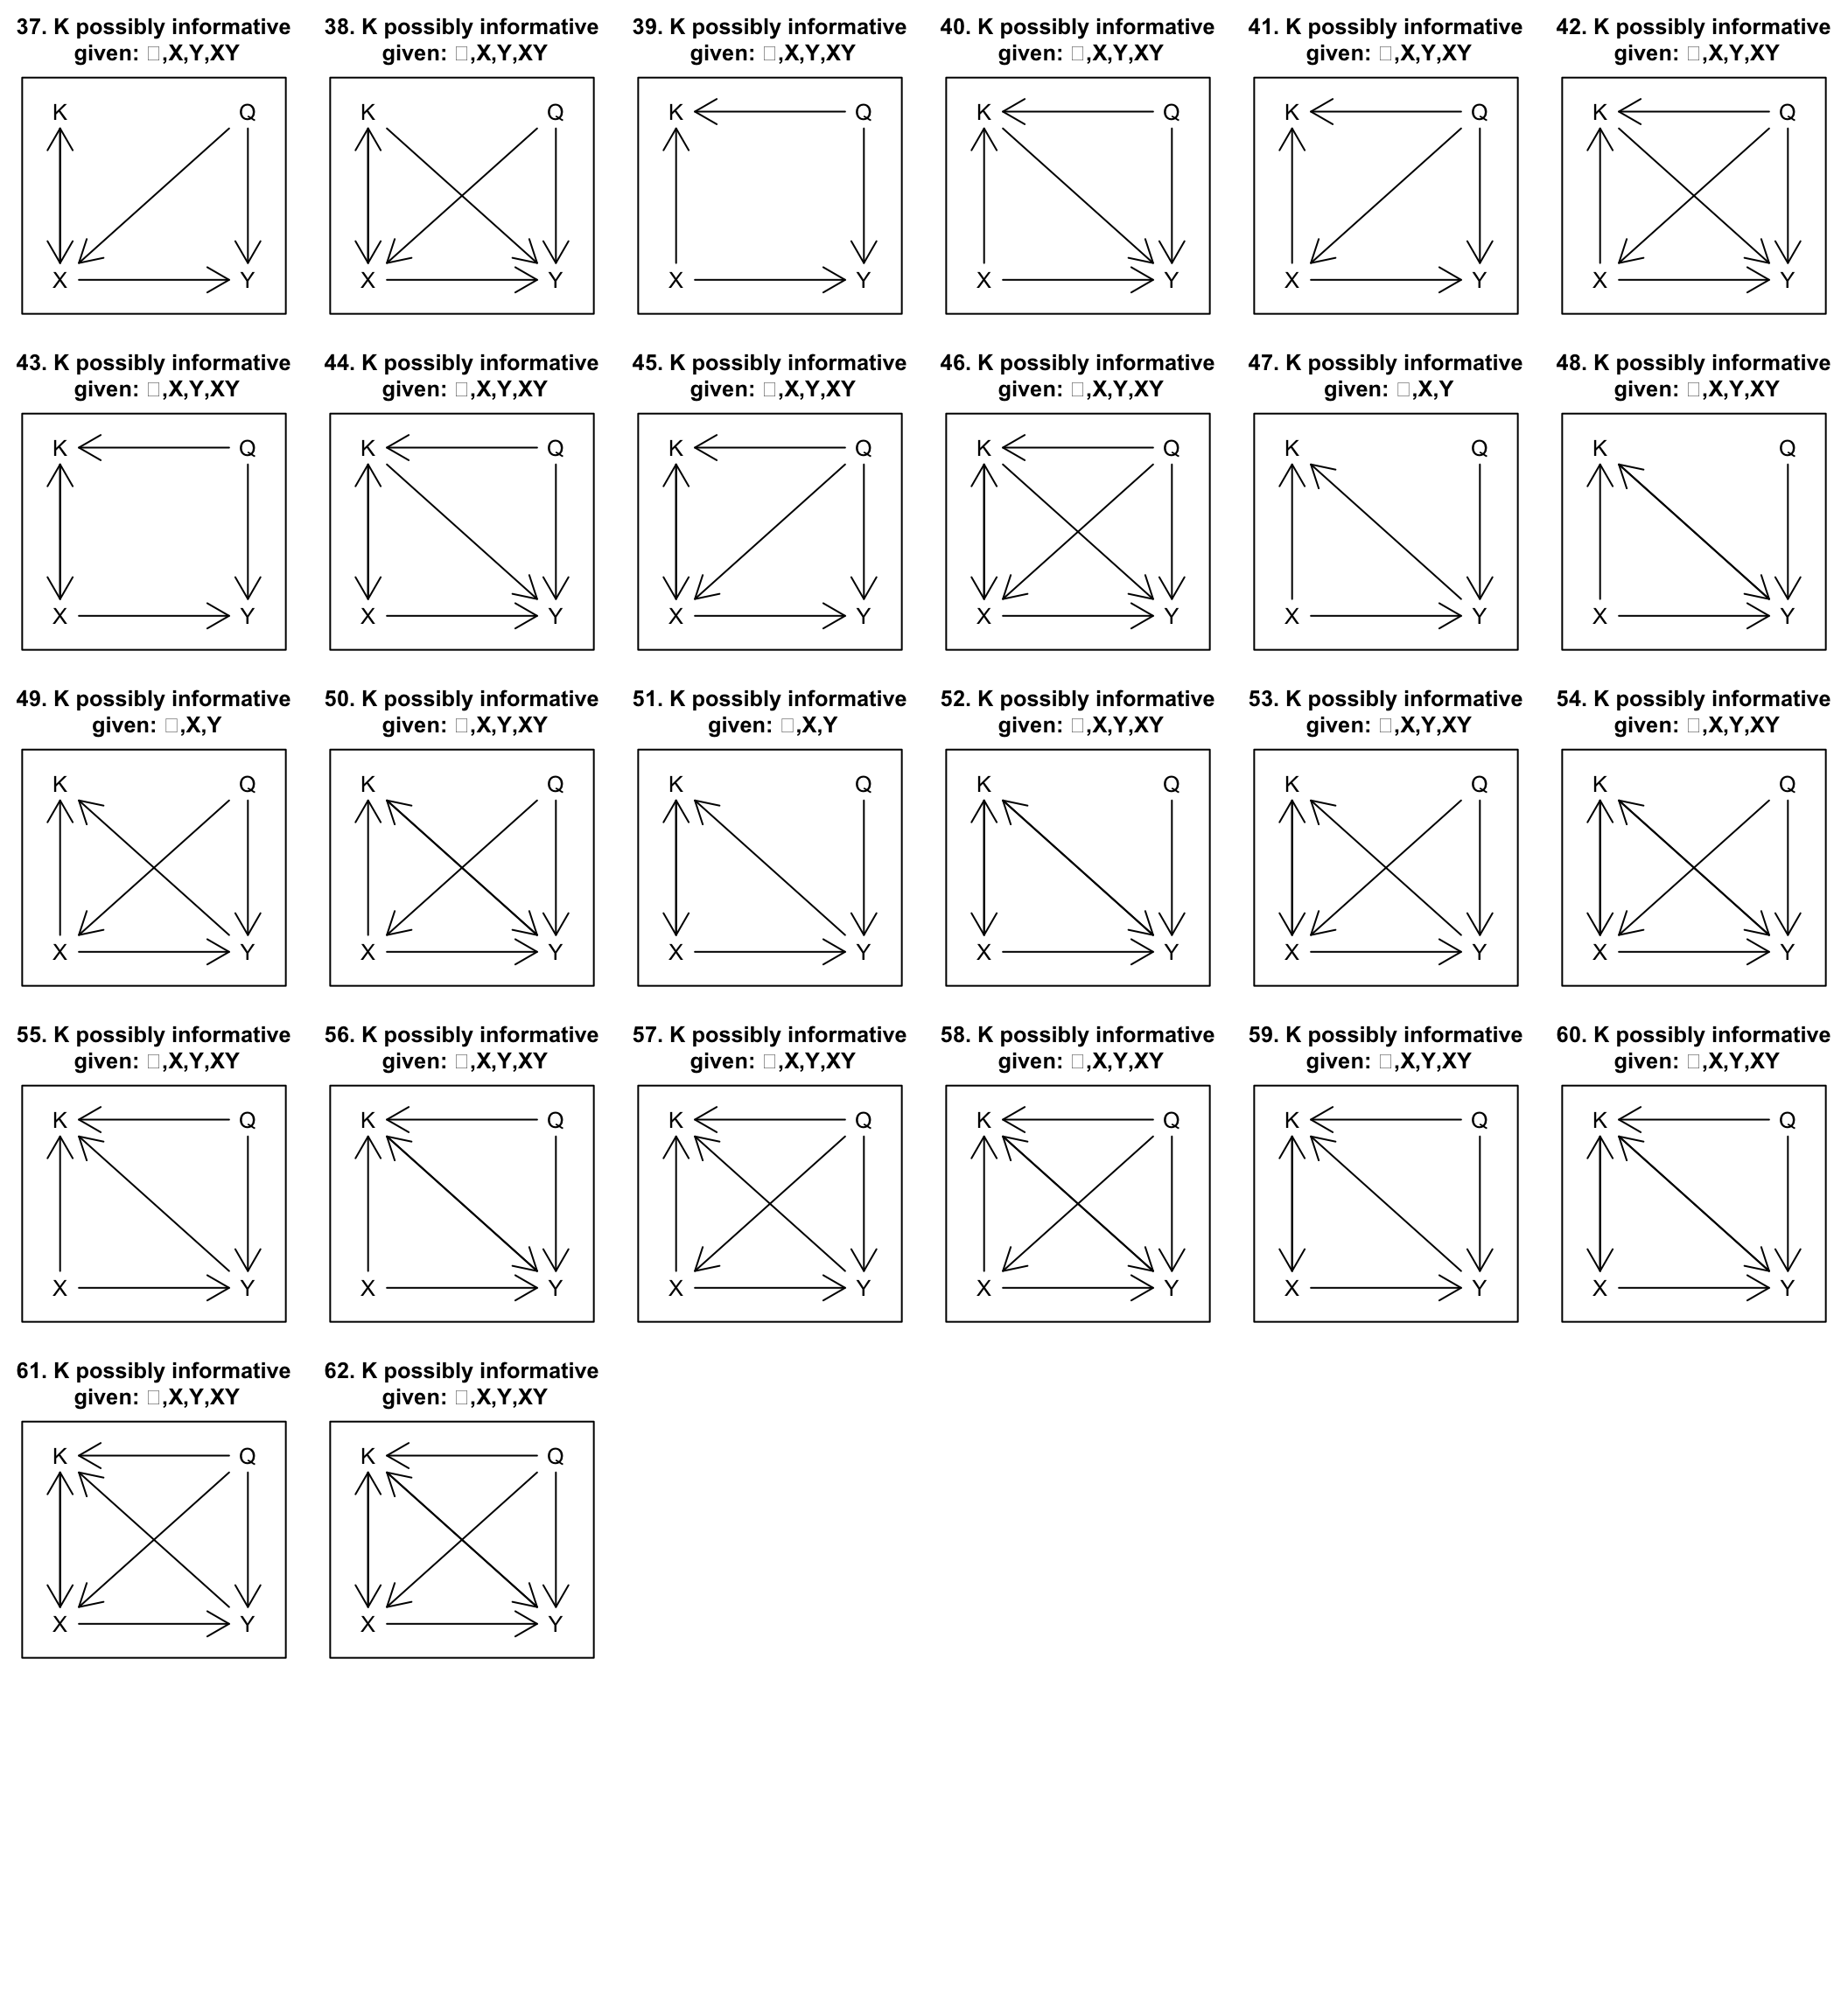 37. K possibly informative
given: □,X,Y,XY
38. K possibly informative
given: □,X,Y,XY
39. K possibly informative
given: □,X,Y,XY
40. K possibly informative
given: □,X,Y,XY
41. K possibly informative
given: □,X,Y,XY
42. K possibly informative
given: □,X,Y,XY
K Q
X Y
K Q
X Y
K Q
X Y
K Q
X Y
K Q
X Y
K Q
X Y
43. K possibly informative
given: □,X,Y,XY
44. K possibly informative
given: □,X,Y,XY
45. K possibly informative
given: □,X,Y,XY
46. K possibly informative
given: □,X,Y,XY
47. K possibly informative
given: □,X,Y
48. K possibly informative
given: □,X,Y,XY
K Q
X Y
K Q
X Y
K Q
X Y
K Q
X Y
K Q
X Y
K Q
X Y
49. K possibly informative
given: □,X,Y
50. K possibly informative
given: □,X,Y,XY
51. K possibly informative
given: □,X,Y
52. K possibly informative
given: □,X,Y,XY
53. K possibly informative
given: □,X,Y,XY
54. K possibly informative
given: □,X,Y,XY
K Q
X Y
K Q
X Y
K Q
X Y
K Q
X Y
K Q
X Y
K Q
X Y
55. K possibly informative
given: □,X,Y,XY
56. K possibly informative
given: □,X,Y,XY
57. K possibly informative
given: □,X,Y,XY
58. K possibly informative
given: □,X,Y,XY
59. K possibly informative
given: □,X,Y,XY
60. K possibly informative
given: □,X,Y,XY
K Q
X Y
K Q
X Y
K Q
X Y
K Q
X Y
K Q
X Y
K Q
X Y
61. K possibly informative
given: □,X,Y,XY
62. K possibly informative
given: □,X,Y,XY
K Q
X Y
K Q
X Y